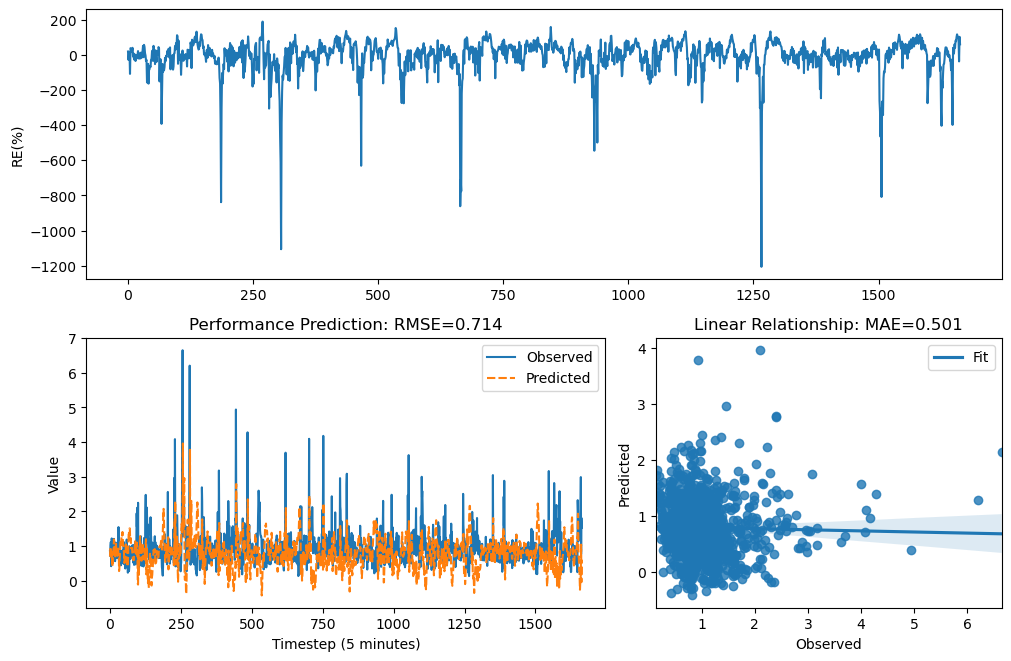 200
0
−200
−400
−600
−800
−1000
−1200
RE(%)
0 250 500 750 1000 1250 1500
Performance Prediction: RMSE=0.714
7
6
5
4
3
2
1
0
Value
Observed
Predicted
0 250 500 750 1000 1250 1500
Timestep (5 minutes)
Linear Relationship: MAE=0.501
4
3
2
1
0
Predicted
Fit
1 2 3 4 5 6
Observed